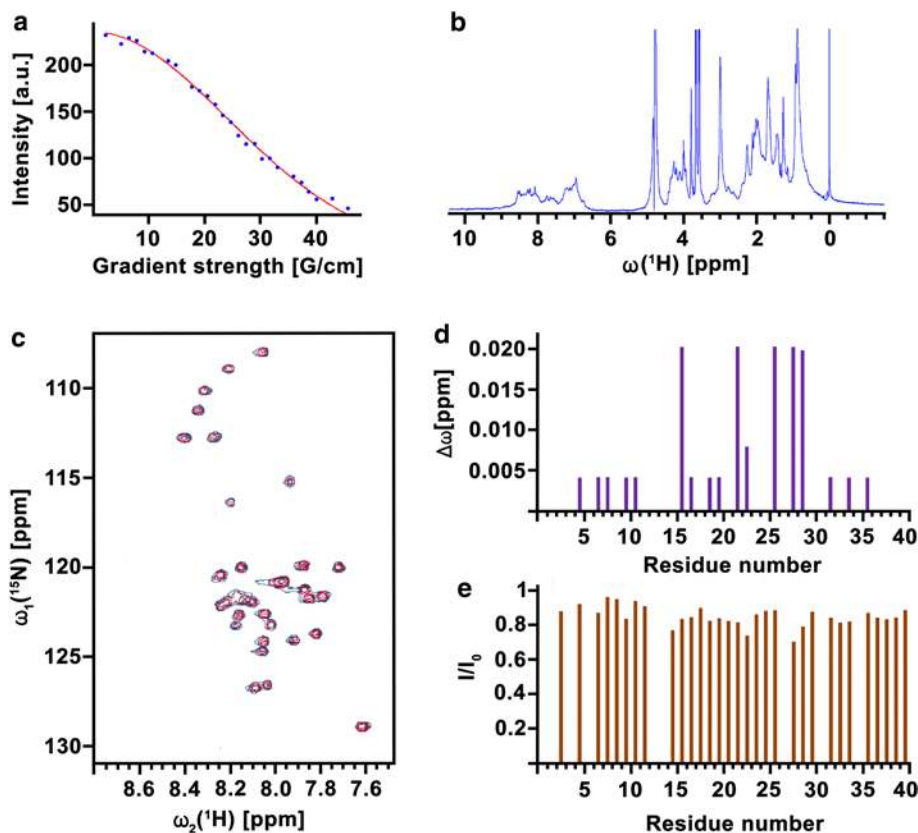 a
Intensity [a.u.]
200
150
100
50
10 20 30 40
Gradient strength [G/cm]
b
10 8 6 4 2 0
ω(¹H) [ppm]
c
ω₁(¹⁵N) [ppm]
110
115
120
125
130
8.6 8.4 8.2 8.0 7.8 7.6
ω₂(¹H) [ppm]
d
Δω[ppm]
0.020
0.015
0.010
0.005
5 10 15 20 25 30 35 40
Residue number
e
I/I₀
1
0.8
0.6
0.4
0.2
5 10 15 20 25 30 35 40
Residue number